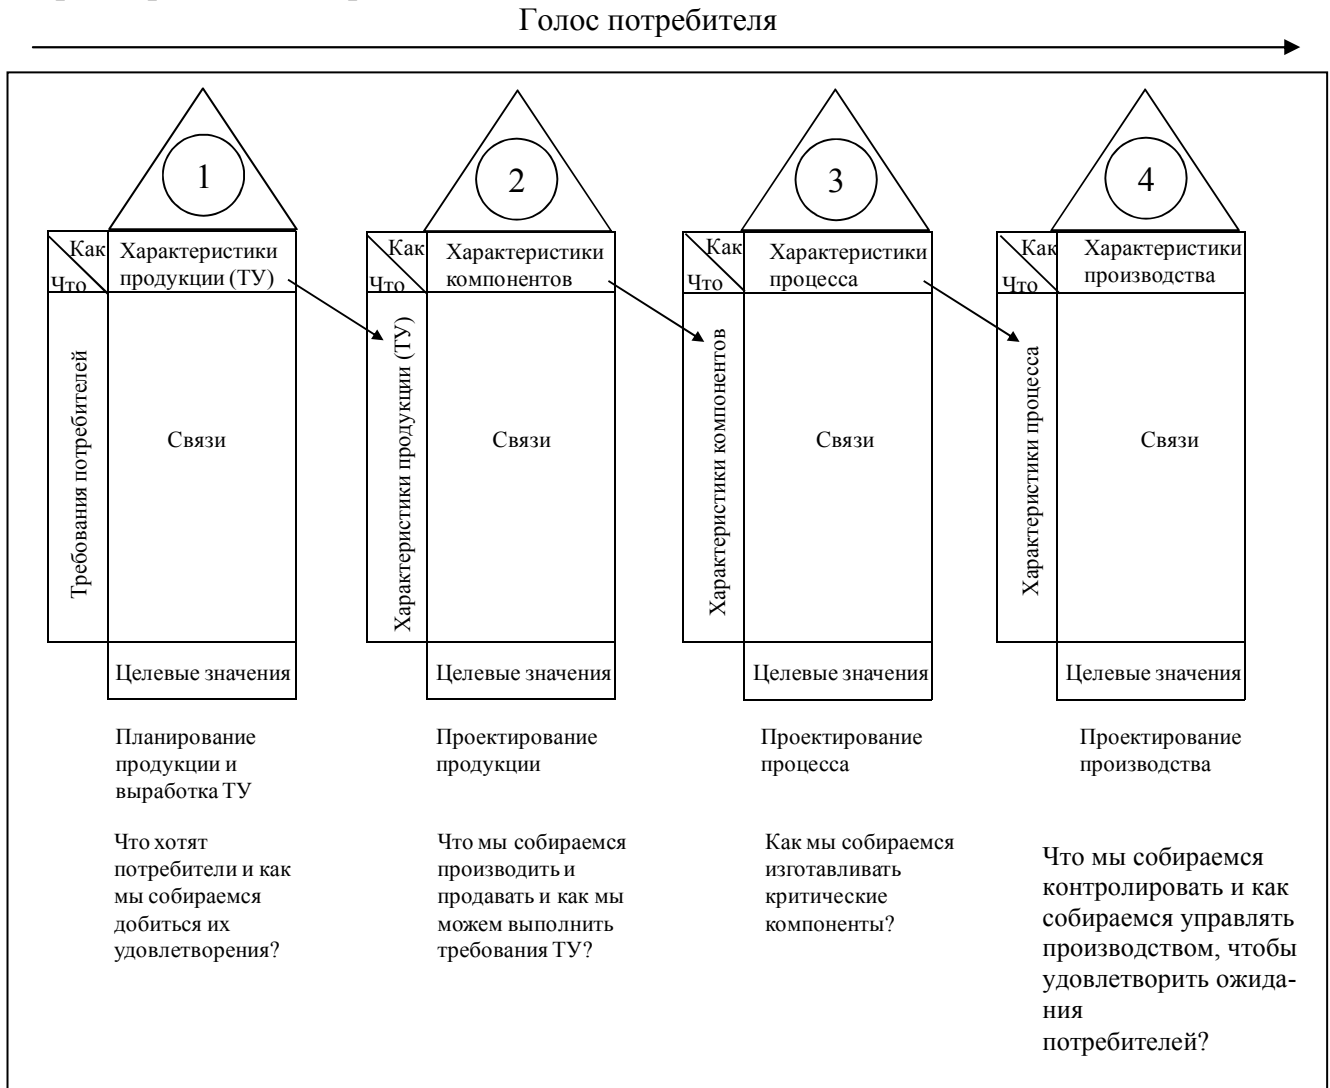 Голос потребителя
1
Как
Что
Характеристики
продукции (ТУ)
Требования потребителей
Связи
Целевые значения
Планирование
продукции и
выработка ТУ
Что хотят
потребители и как
мы собираемся
добиться их
удовлетворения?
2
Как
Что
Характеристики
компонентов
Характеристики продукции (ТУ)
Связи
Целевые значения
Проектирование
продукции
Что мы собираемся
производить и
продавать и как мы
можем выполнить
требования ТУ?
3
Как
Что
Характеристики
процесса
Характеристики компонентов
Связи
Целевые значения
Проектирование
процесса
Как мы собираемся
изготавливать
критические
компоненты?
4
Как
Что
Характеристики
производства
Характеристики процесса
Связи
Целевые значения
Проектирование
производства
Что мы собираемся
контролировать и как
собираемся управлять
производством, чтобы
удовлетворить ожида-
ния
потребителей?